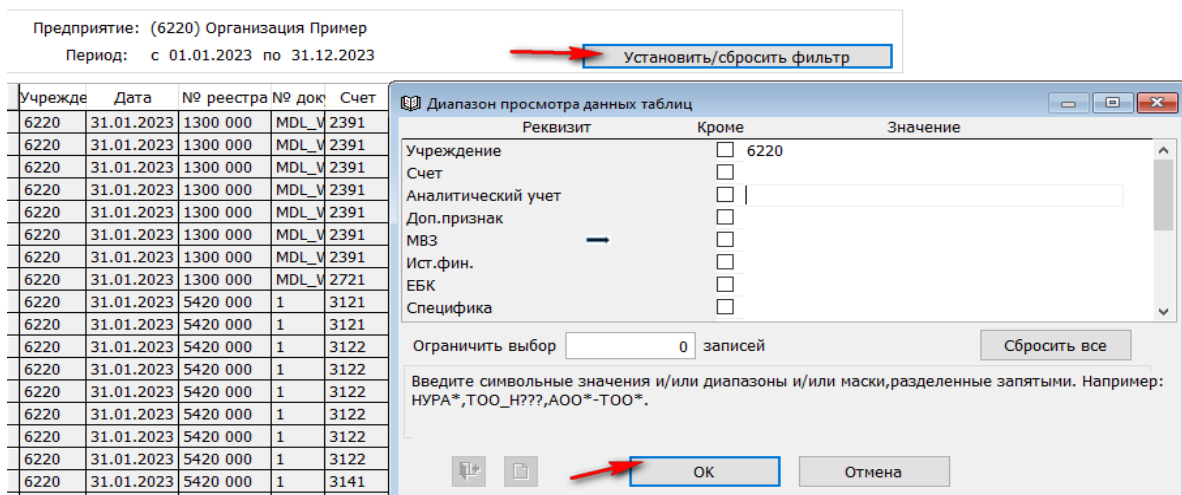 Предприятие: (6220) Организация Пример
Период: с 01.01.2023 по 31.12.2023
Установить/сбросить фильтр
Учрежде Дата № реестра № доку Счет
6220 31.01.2023 1300 000 MDL_V 2391
6220 31.01.2023 1300 000 MDL_V 2391
6220 31.01.2023 1300 000 MDL_V 2391
6220 31.01.2023 1300 000 MDL_V 2391
6220 31.01.2023 1300 000 MDL_V 2391
6220 31.01.2023 1300 000 MDL_V 2391
6220 31.01.2023 1300 000 MDL_V 2391
6220 31.01.2023 1300 000 MDL_V 2721
6220 31.01.2023 5420 000 1 3121
6220 31.01.2023 5420 000 1 3121
6220 31.01.2023 5420 000 1 3122
6220 31.01.2023 5420 000 1 3122
6220 31.01.2023 5420 000 1 3122
6220 31.01.2023 5420 000 1 3122
6220 31.01.2023 5420 000 1 3122
6220 31.01.2023 5420 000 1 3122
6220 31.01.2023 5420 000 1 3141
Диапазон просмотра данных таблиц
Реквизит Кроме Значение
Учреждение 6220
Счет
Аналитический учет
Доп.признак
МВЗ
Ист.фин.
ЕБК
Специфика
Ограничить выбор 0 записей
Сбросить все
Введите символьные значения и/или диапазоны и/или маски,разделенные запятыми. Например:
НУРА*,ТОО_Н???,АОО*-ТОО*.
ОК
Отмена